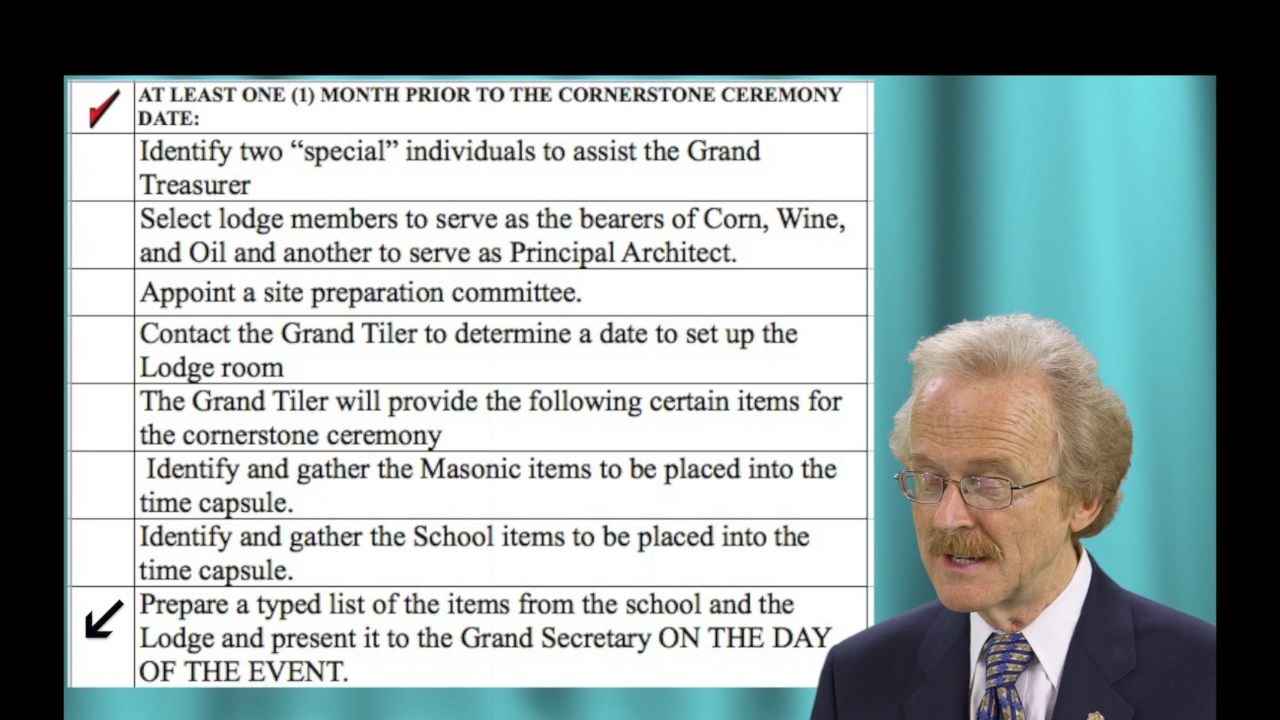 AT LEAST ONE (1) MONTH PRIOR TO THE CORNERSTONE CEREMONY
DATE:
Identify two “special” individuals to assist the Grand
Treasurer
Select lodge members to serve as the bearers of Corn, Wine,
and Oil and another to serve as Principal Architect.
Appoint a site preparation committee.
Contact the Grand Tiler to determine a date to set up the
Lodge room
The Grand Tiler will provide the following certain items for
the cornerstone ceremony
Identify and gather the Masonic items to be placed into the
time capsule.
Identify and gather the School items to be placed into the
time capsule.
Prepare a typed list of the items from the school and the
Lodge and present it to the Grand Secretary ON THE DAY
OF THE EVENT.